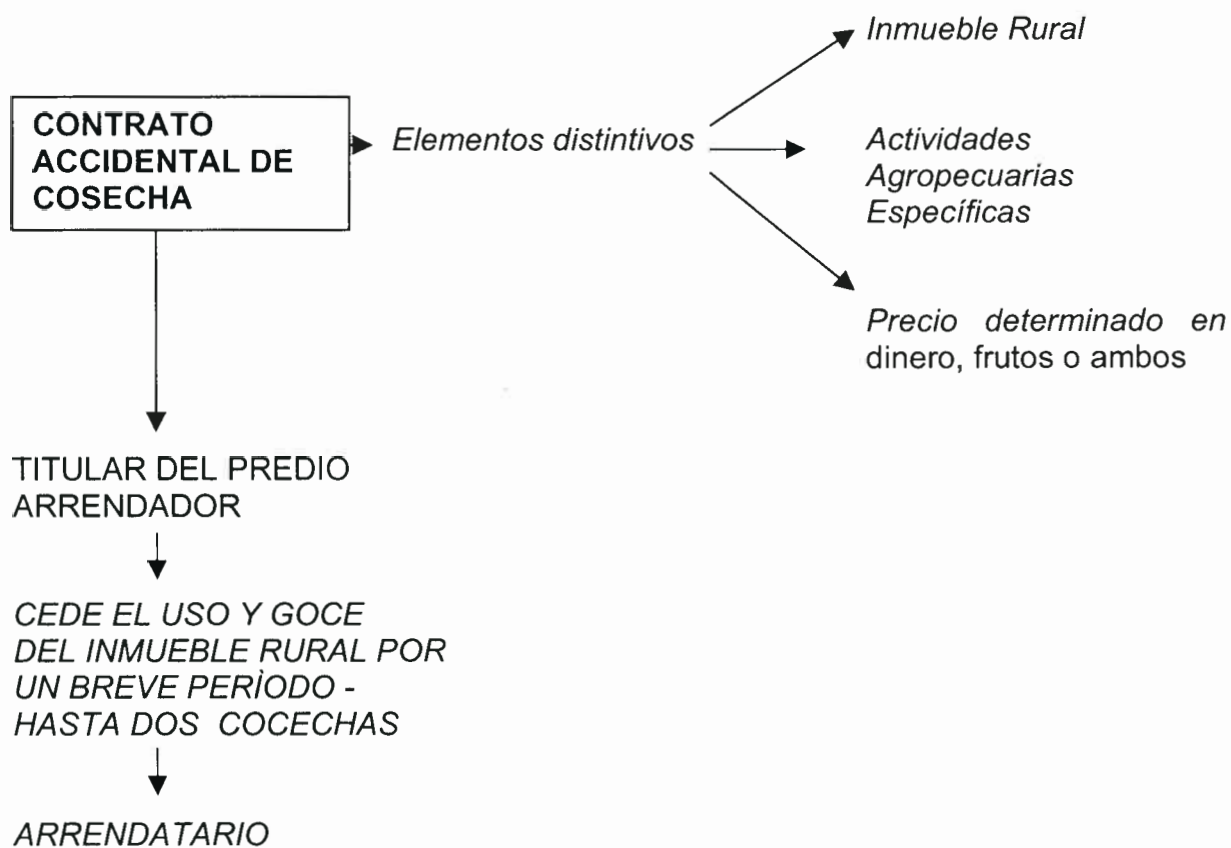 Inmueble Rural
CONTRATO
ACCIDENTAL DE
COSECHA
Elementos distintivos
Actividades
Agropecuarias
Específicas
Precio determinado en
dinero, frutos o ambos
TITULAR DEL PREDIO
ARRENDADOR
CEDE EL USO Y GOCE
DEL INMUEBLE RURAL POR
UN BREVE PERÌODO -
HASTA DOS COCECHAS
ARRENDATARIO